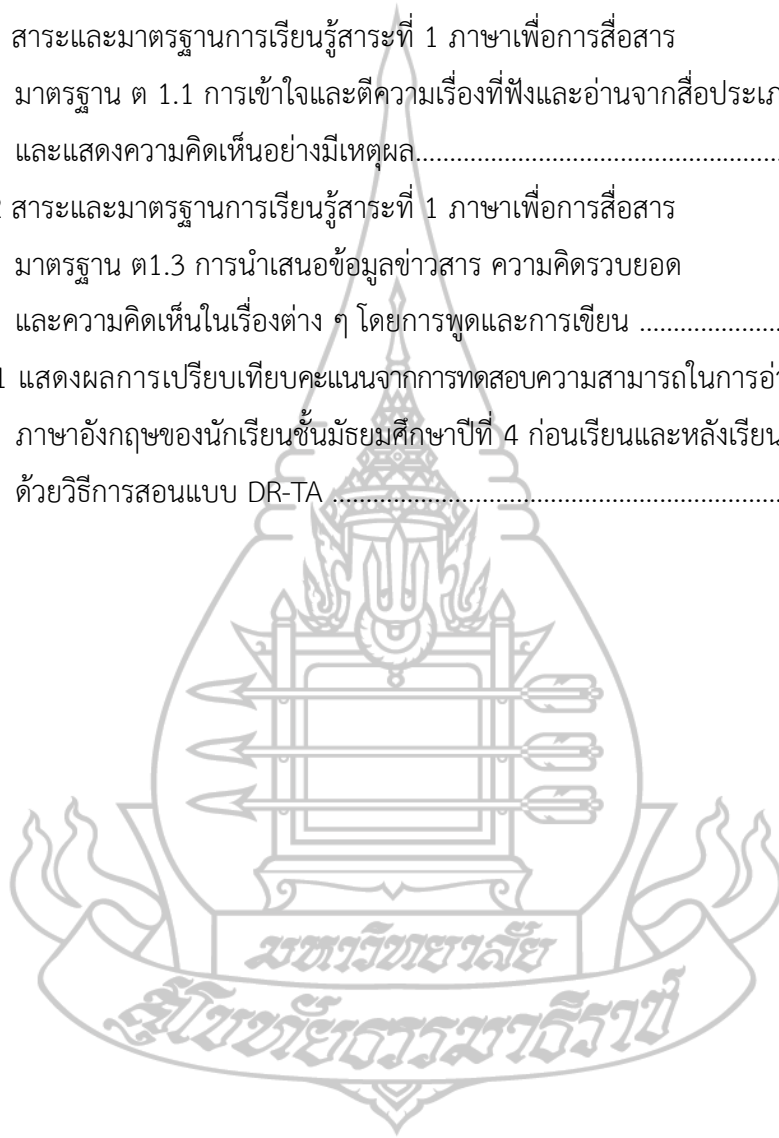 สาระและมาตรฐานการเรียนรู้สาระที่ 1 ภาษาเพื่อการสื่อสาร
มาตรฐาน ต 1.1 การเข้าใจและตีความเรื่องที่ฟังและอ่านจากสื่อประเภ
และแสดงความคิดเห็นอย่างมีเหตุผล.......................................................
2 สาระและมาตรฐานการเรียนรู้สาระที่ 1 ภาษาเพื่อการสื่อสาร
มาตรฐาน ต1.3 การนำเสนอข้อมูลข่าวสาร ความคิดรวบยอด
และความคิดเห็นในเรื่องต่าง ๆ โดยการพูดและการเขียน .....................
1 แสดงผลการเปรียบเทียบคะแนนจากการทดสอบความสามารถในการอ่า
ภาษาอังกฤษของนักเรียนชั้นมัธยมศึกษาปีที่ 4 ก่อนเรียนและหลังเรียน
ด้วยวิธีการสอนแบบ DR-TA ...................................................................
มหาวิทยาลัย
สุโขทัยธรรมาธิราช